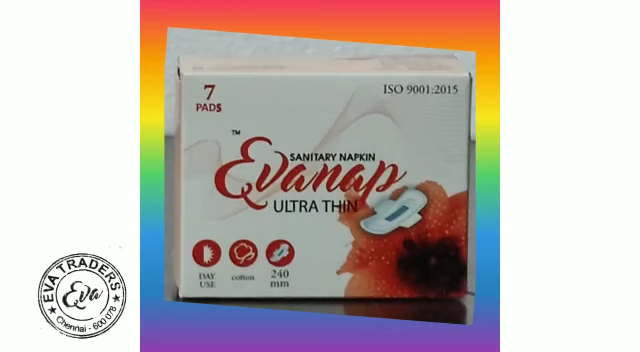 7
PADS
ISO 9001:2015
™
SANITARY NAPKIN
Evanap
ULTRA THIN
DAY
USE
cotton
240
mm
EVA TRADERS
Eva
Chennai - 600 078